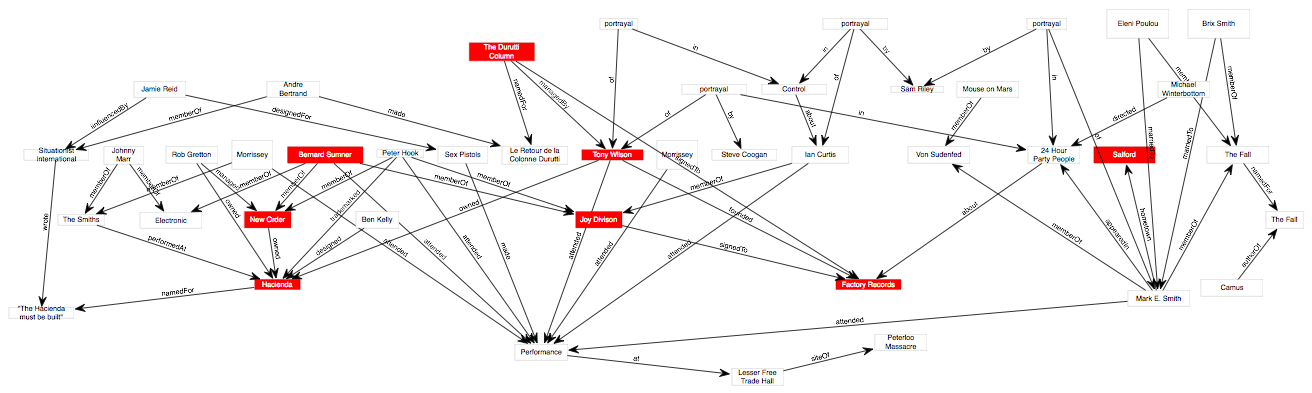 portrayal
portrayal
portrayal
Eleni Poulou
Brix Smith
The Durutti
Column
in
of
in
by
of
by
in
of
memberOf
memberOf
Jamie Reid
Andre
Bertrand
namedFor
managedBy
portrayal
Control
Sam Riley
Mouse on Mars
Michael
Winterbottom
influencedBy
memberOf
designedFor
made
of
by
in
about
memberOf
directed
marriedTo
marriedTo
Situationist
International
Johnny
Marr
Rob Gretton
Morrissey
Bernard Sumner
Peter Hook
Sex Pistols
Le Retour de la
Colonne Durutti
Tony Wilson
Morrissey
signedTo
Steve Coogan
Ian Curtis
Von Sudenfed
24 Hour
Party People
Salford
The Fall
memberOf
memberOf
memberOf
managed
memberOf
memberOf
memberOf
memberOf
memberOf
memberOf
namedFor
wrote
The Smiths
Electronic
owned
New Order
trademarked
Ben Kelly
owned
Joy Divison
founded
about
memberOf
appearedIn
hometown
memberOf
The Fall
performedAt
owned
designed
attended
attended
attended
made
attended
attended
attended
signedTo
authorOf
Hacienda
Factory Records
Mark E. Smith
Camus
namedFor
"The Hacienda
must be built"
attended
Performance
Peterloo
Massacre
at
siteOf
Lesser Free
Trade Hall